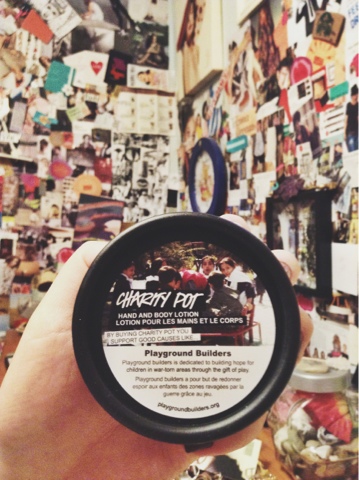 CHARITY POT
HAND AND BODY LOTION
LOTION POUR LES MAINS ET LE CORPS
BY BUYING CHARITY POT YOU
SUPPORT GOOD CAUSES LIKE
Playground Builders
Playground builders is dedicated to building hope for
children in war-torn areas through the gift of play.
Playground builders a pour but de redonner
espoir aux enfants des zones ravagées par la
guerre grâce au jeu.
playgroundbuilders.org